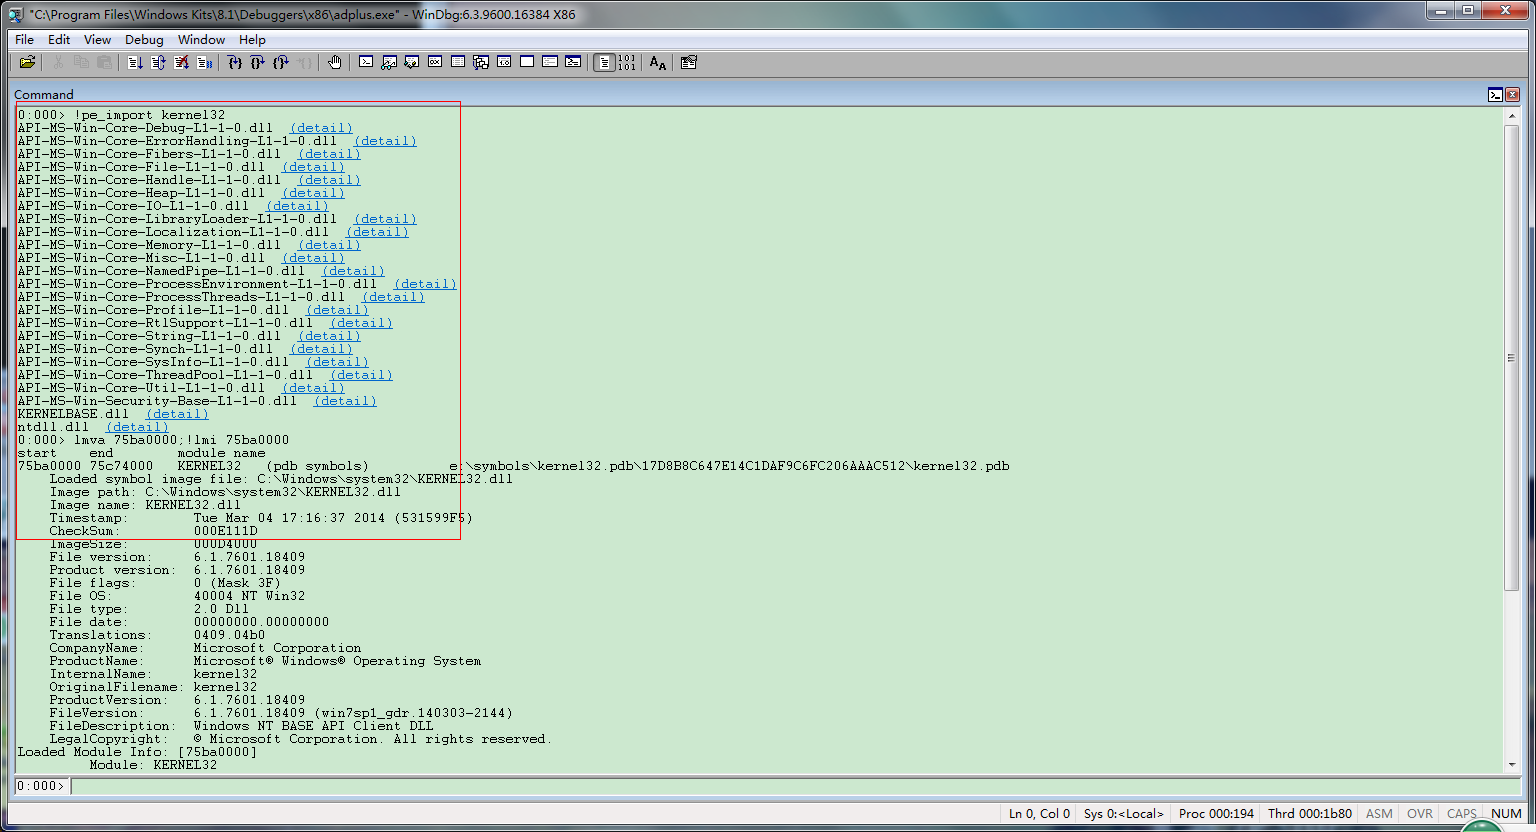 "C:\Program Files\Windows Kits\8.1\Debuggers\x86\adplus.exe" - WinDbg:6.3.9600.16384 X86
File Edit View Debug Window Help
Command
0:000> !pe_import kernel32
API-MS-Win-Core-Debug-L1-1-0.dll (detail)
API-MS-Win-Core-ErrorHandling-L1-1-0.dll (detail)
API-MS-Win-Core-Fibers-L1-1-0.dll (detail)
API-MS-Win-Core-File-L1-1-0.dll (detail)
API-MS-Win-Core-Handle-L1-1-0.dll (detail)
API-MS-Win-Core-Heap-L1-1-0.dll (detail)
API-MS-Win-Core-IO-L1-1-0.dll (detail)
API-MS-Win-Core-LibraryLoader-L1-1-0.dll (detail)
API-MS-Win-Core-Localization-L1-1-0.dll (detail)
API-MS-Win-Core-Memory-L1-1-0.dll (detail)
API-MS-Win-Core-Misc-L1-1-0.dll (detail)
API-MS-Win-Core-NamedPipe-L1-1-0.dll (detail)
API-MS-Win-Core-ProcessEnvironment-L1-1-0.dll (detail)
API-MS-Win-Core-ProcessThreads-L1-1-0.dll (detail)
API-MS-Win-Core-Profile-L1-1-0.dll (detail)
API-MS-Win-Core-RtlSupport-L1-1-0.dll (detail)
API-MS-Win-Core-String-L1-1-0.dll (detail)
API-MS-Win-Core-Synch-L1-1-0.dll (detail)
API-MS-Win-Core-SysInfo-L1-1-0.dll (detail)
API-MS-Win-Core-ThreadPool-L1-1-0.dll (detail)
API-MS-Win-Core-Util-L1-1-0.dll (detail)
API-MS-Win-Security-Base-L1-1-0.dll (detail)
KERNELBASE.dll (detail)
ntdll.dll (detail)
0:000> lmva 75ba0000;!lmi 75ba0000
start end module name
75ba0000 75c74000 KERNEL32 (pdb symbols) e:\symbols\kernel32.pdb\17D8B8C647E14C1DAF9C6FC206AAAC512\kernel32.pdb
Loaded symbol image file: C:\Windows\system32\KERNEL32.dll
Image path: C:\Windows\system32\KERNEL32.dll
Image name: KERNEL32.dll
Timestamp: Tue Mar 04 17:16:37 2014 (531599F5)
CheckSum: 000E111D
ImageSize: 000D4000
File version: 6.1.7601.18409
Product version: 6.1.7601.18409
File flags: 0 (Mask 3F)
File OS: 40004 NT Win32
File type: 2.0 Dll
File date: 00000000.00000000
Translations: 0409.04b0
CompanyName: Microsoft Corporation
ProductName: Microsoft® Windows® Operating System
InternalName: kernel32
OriginalFilename: kernel32
ProductVersion: 6.1.7601.18409
FileVersion: 6.1.7601.18409 (win7sp1_gdr.140303-2144)
FileDescription: Windows NT BASE API Client DLL
LegalCopyright: © Microsoft Corporation. All rights reserved.
Loaded Module Info: [75ba0000]
Module: KERNEL32
0:000>
Ln 0, Col 0 Sys 0:<Local> Proc 000:194 Thrd 000:1b80 ASM OVR CAPS NUM